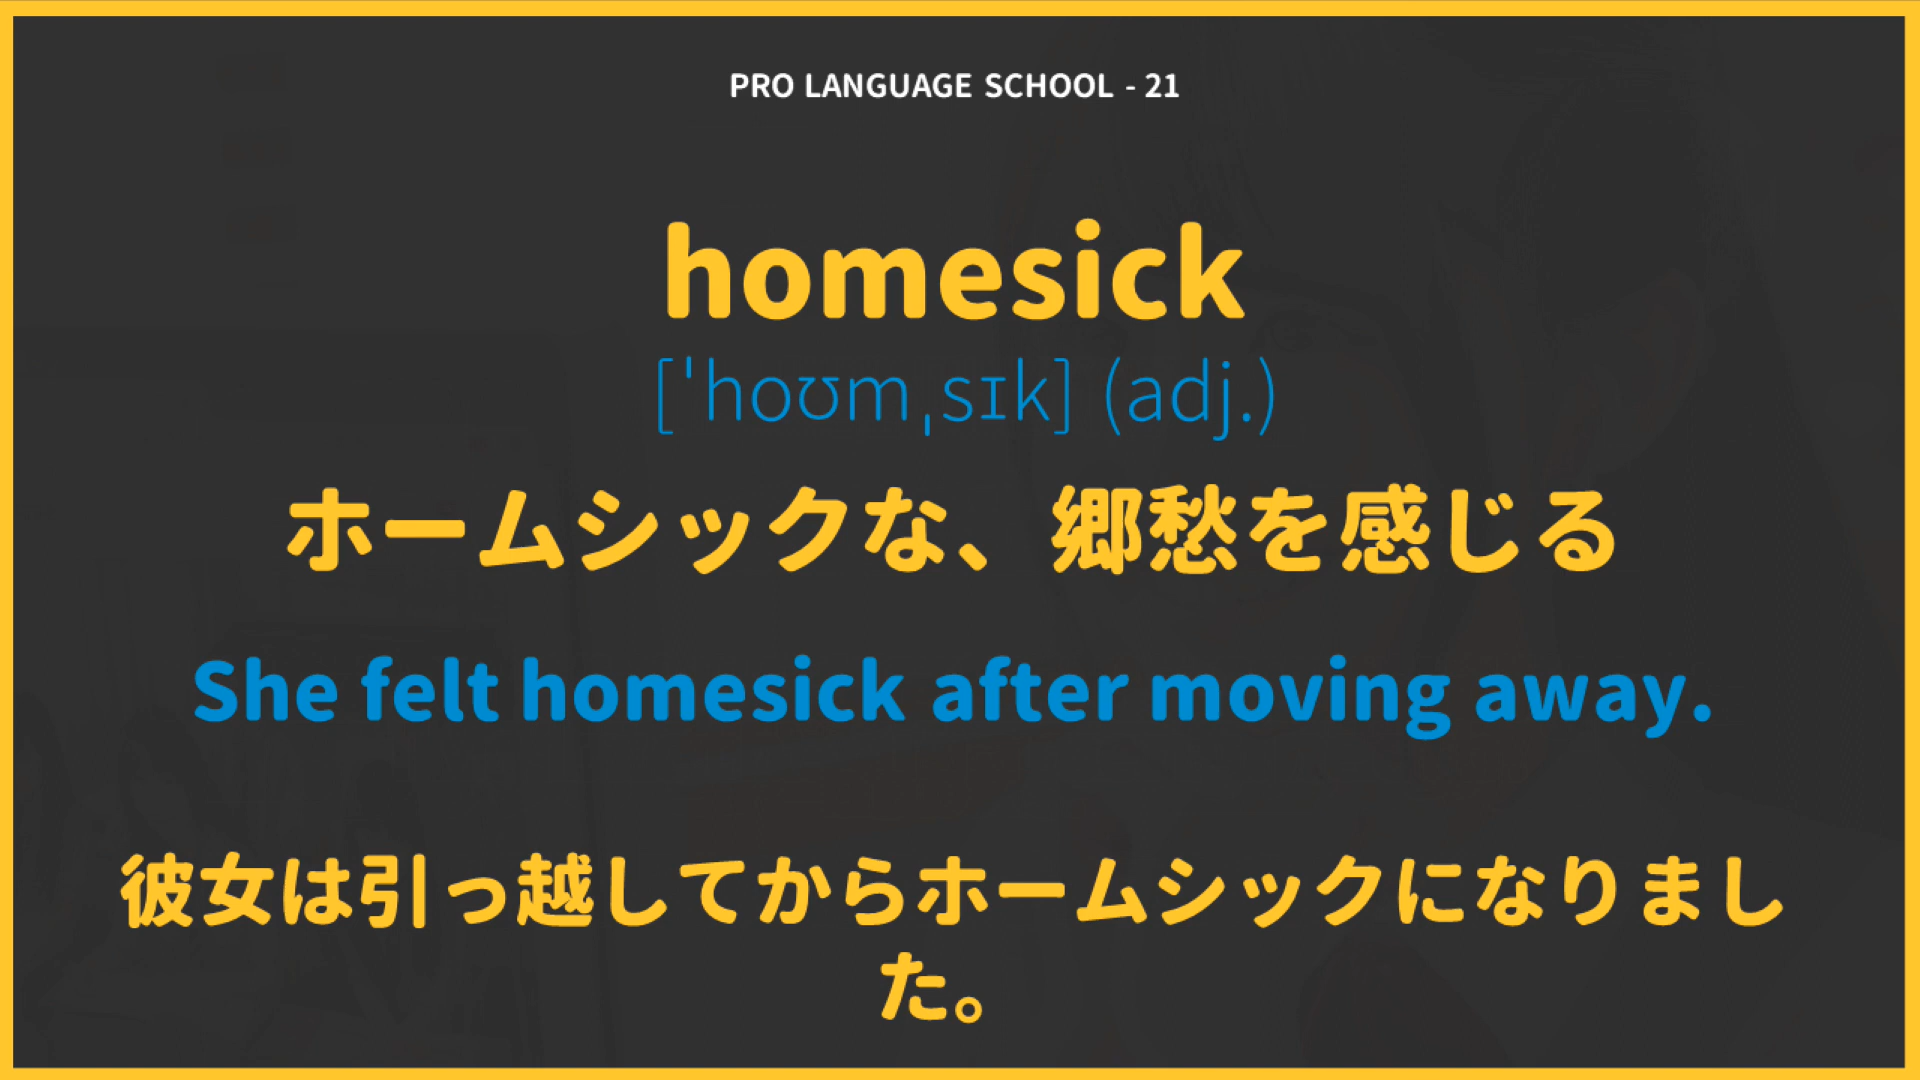 PRO LANGUAGE SCHOOL - 21
homesick
[ˈhoʊmˌsɪk] (adj.)
ホームシックな、郷愁を感じる
She felt homesick after moving away.
彼女は引っ越してからホームシックになりまし
た。